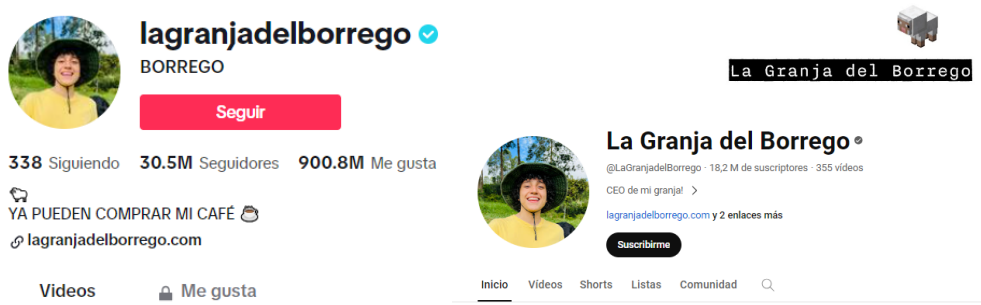 lagranjadelborrego
BORREGO
Seguir
338 Siguiendo 30.5M Seguidores 900.8M Me gusta
YA PUEDEN COMPRAR MI CAFÉ ☕
lagranjadelborrego.com
Videos Me gusta
La Granja del Borrego
La Granja del Borrego
@LaGranjadelBorrego · 18,2 M de suscriptores · 355 vídeos
CEO de mi granja!
lagranjadelborrego.com y 2 enlaces más
Suscribirme
Inicio Vídeos Shorts Listas Comunidad